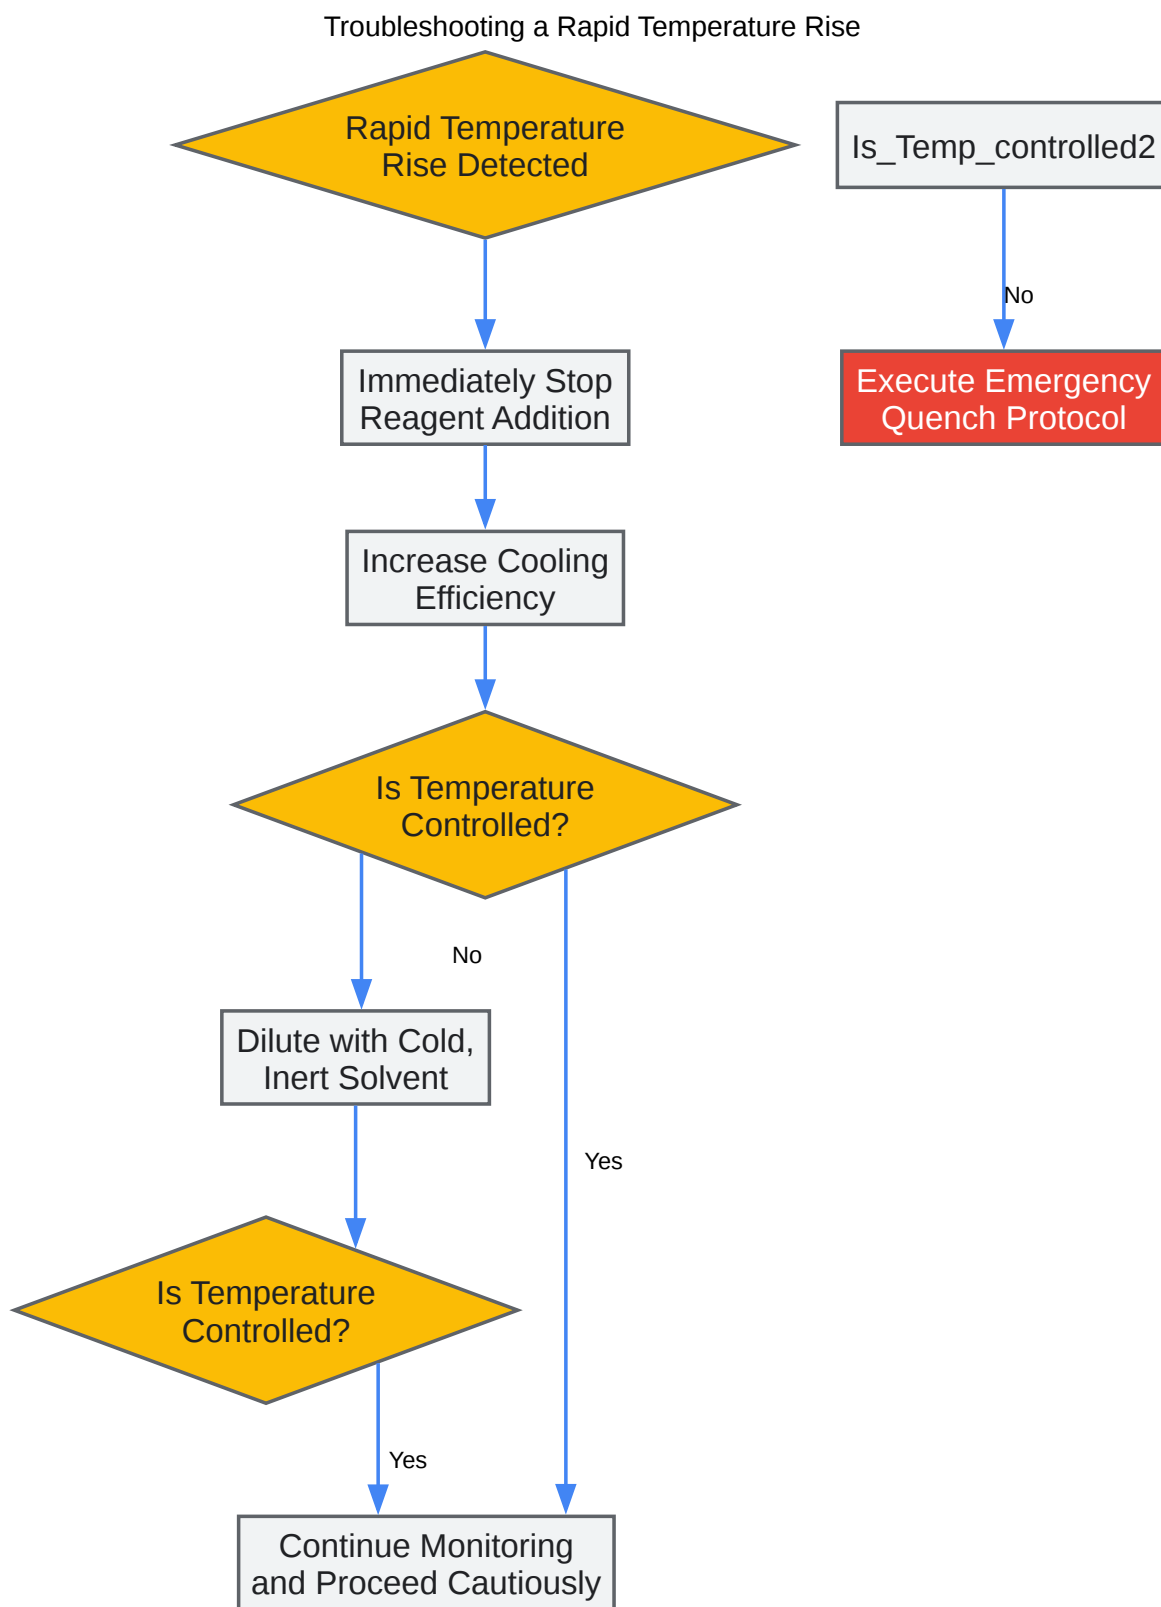 Troubleshooting a Rapid Temperature Rise
Rapid Temperature
Rise Detected
Is_Temp_controlled2
No
Immediately Stop
Reagent Addition
Execute Emergency
Quench Protocol
Increase Cooling
Efficiency
Is Temperature
Controlled?
No
Dilute with Cold,
Inert Solvent
Yes
Is Temperature
Controlled?
Yes
Continue Monitoring
and Proceed Cautiously